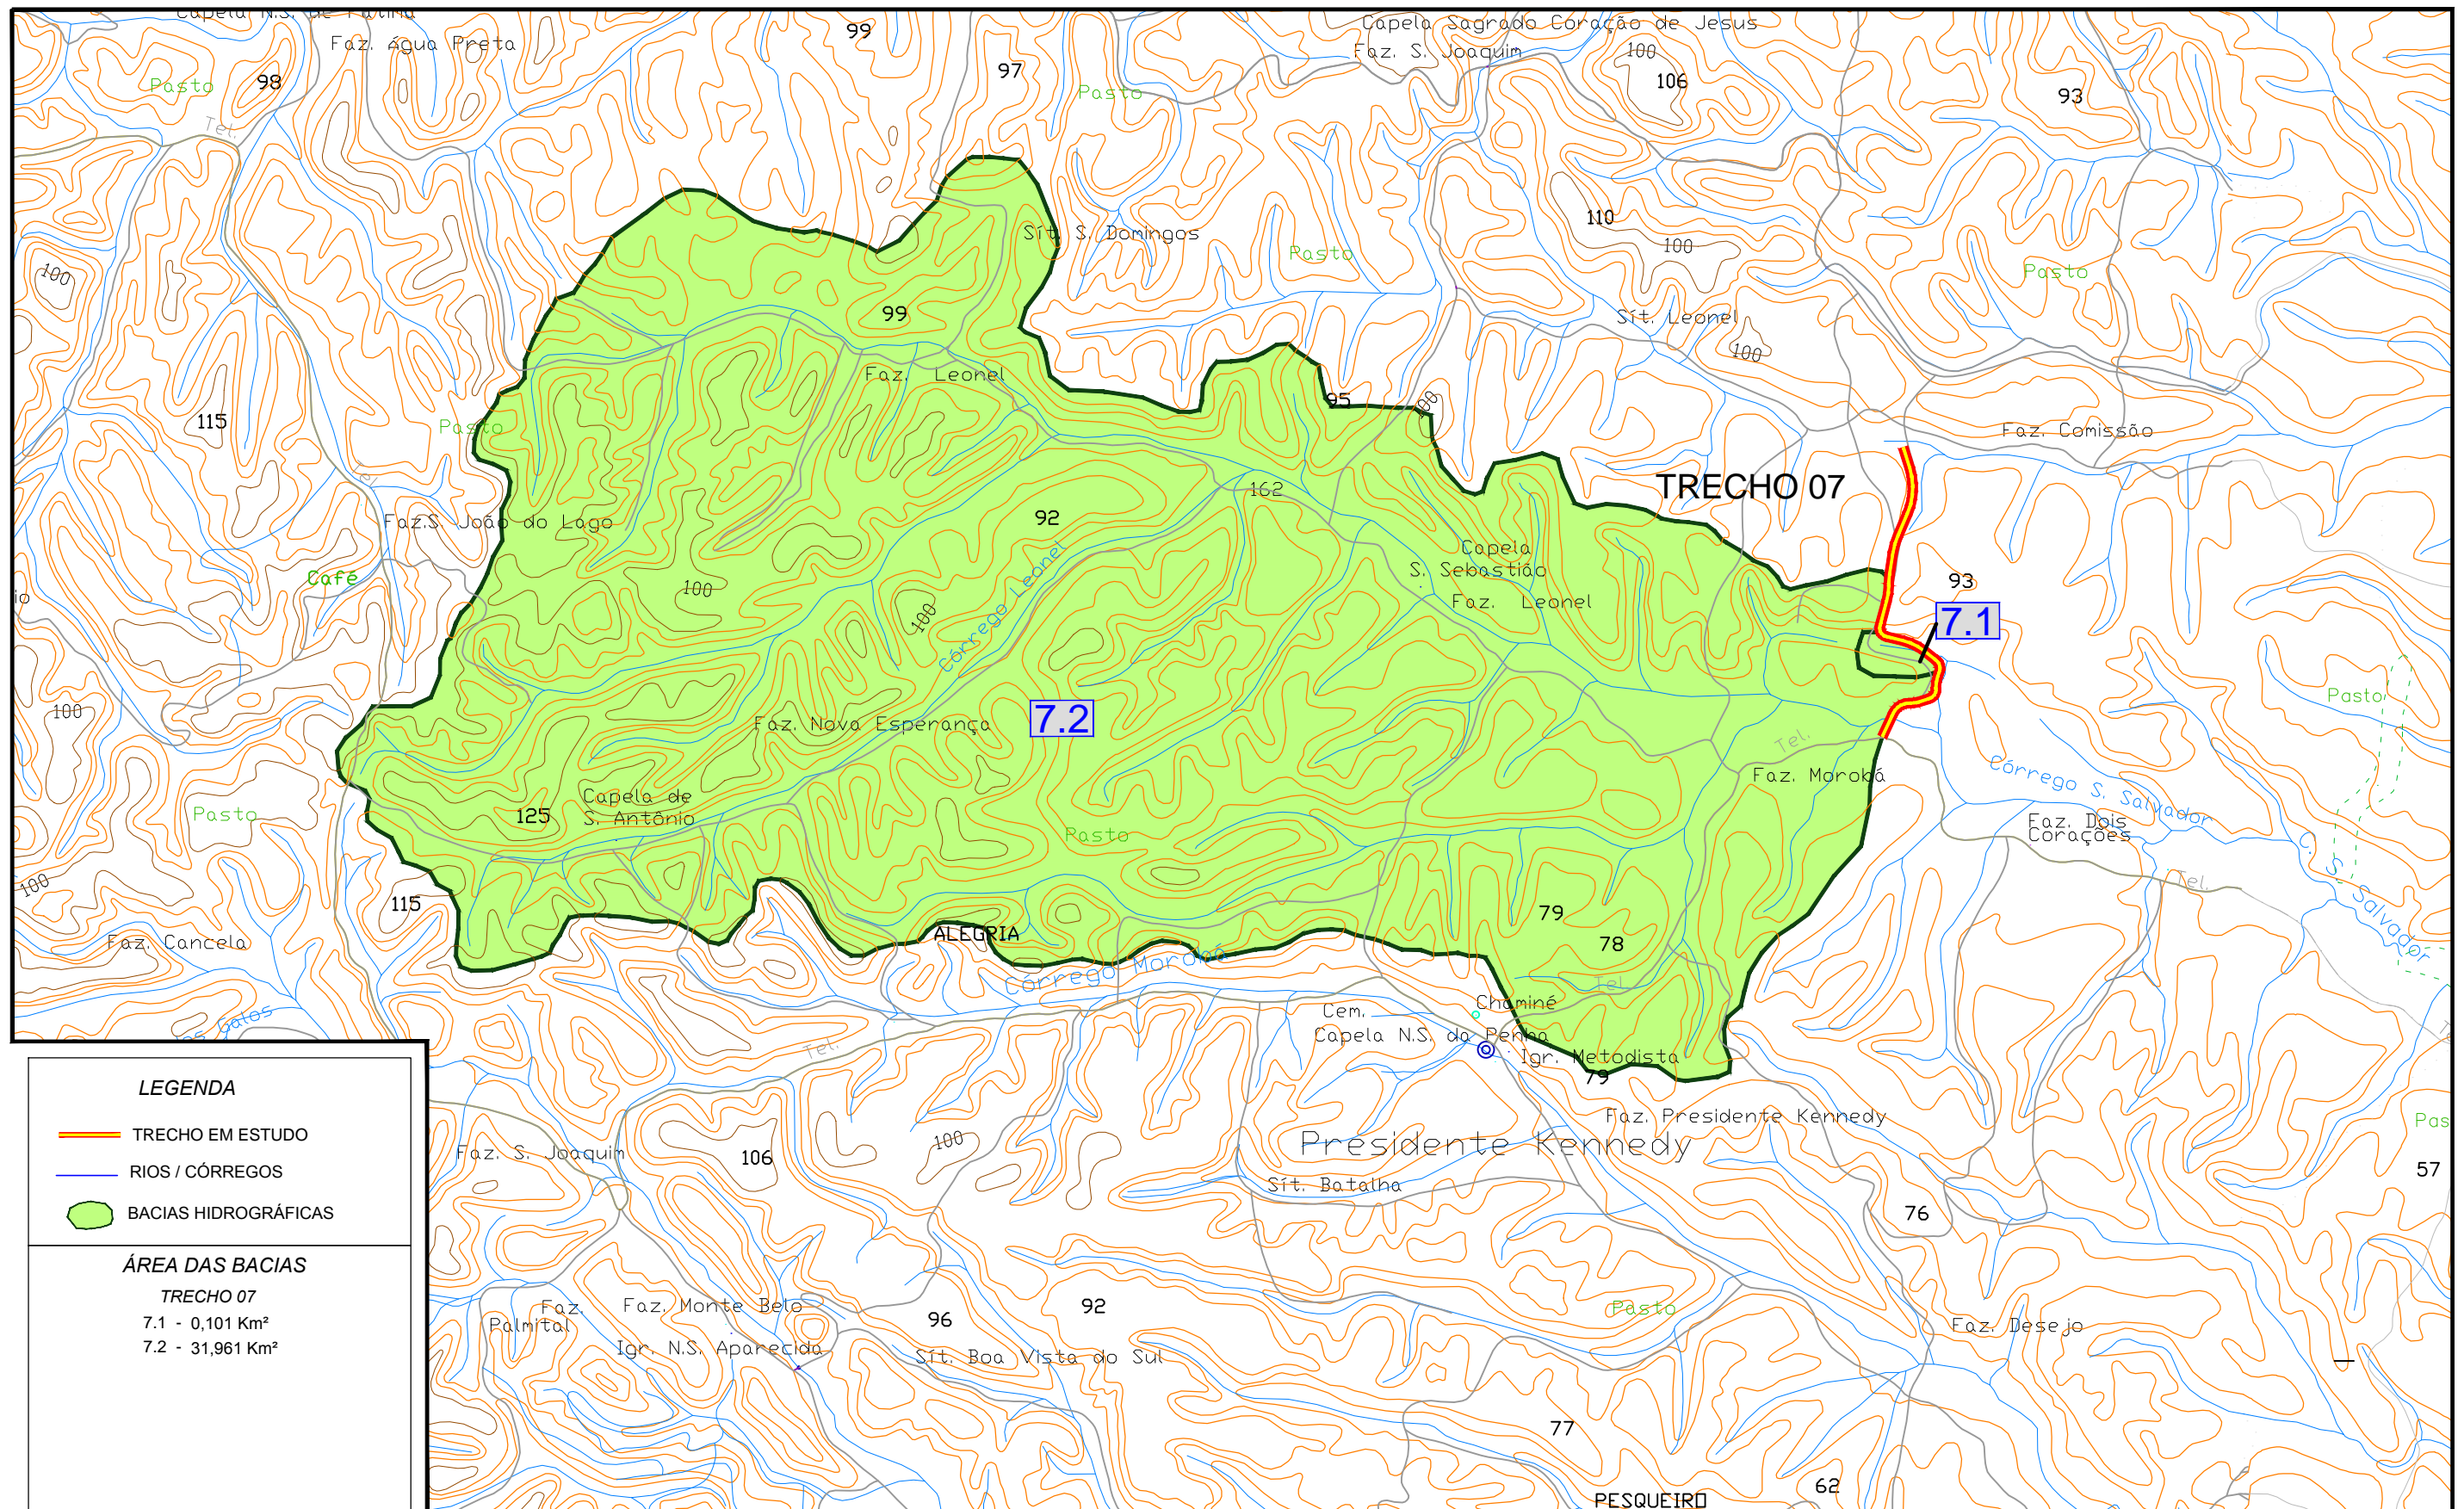 Capela N.S. de Fátima
Faz. Água Preta
99
97
Capela Sagrado Coração de Jesus
Faz. S. Joaquim
100
106
93
98
Pasto
Pasto
Tel.
110
100
Sít. S. Domingos
Pasto
Pasto
100
99
Sít. Leonel
100
Faz. Leonel
95
100
115
Pasto
Faz. Comissão
TRECHO 07
162
92
Faz.S. João do Lago
Capela
S. Sebastião
Café
100
93
Faz. Leonel
100
Córrego Leonel
7.1
Pasto
100
7.2
Faz. Nova Esperança
Tel.
Faz. Morobá
Córrego S. Salvador
Capela de
S. Antônio
125
Pasto
Pasto
Faz. Dois
Corações
C. S. Salvador
Tel.
100
115
79
78
ALEGRIA
Faz. Cancela
Córrego Morobá
Tel.
Chaminé
Cem.
Capela N.S. da Penha
Igr. Metodista
79
Galos
Tel.
LEGENDA
TRECHO EM ESTUDO
RIOS / CÓRREGOS
BACIAS HIDROGRÁFICAS
ÁREA DAS BACIAS
TRECHO 07
7.1 - 0,101 Km²
7.2 - 31,961 Km²
Faz. Presidente Kennedy
Presidente Kennedy
Pas
100
106
Faz. S. Joaquim
57
Sít. Batalha
76
Faz.
Palmital
Faz. Monte Belo
92
96
Pasto
Faz. Desejo
Igr. N.S. Aparecida
Sít. Boa Vista do Sul
77
62
PESQUEIRO